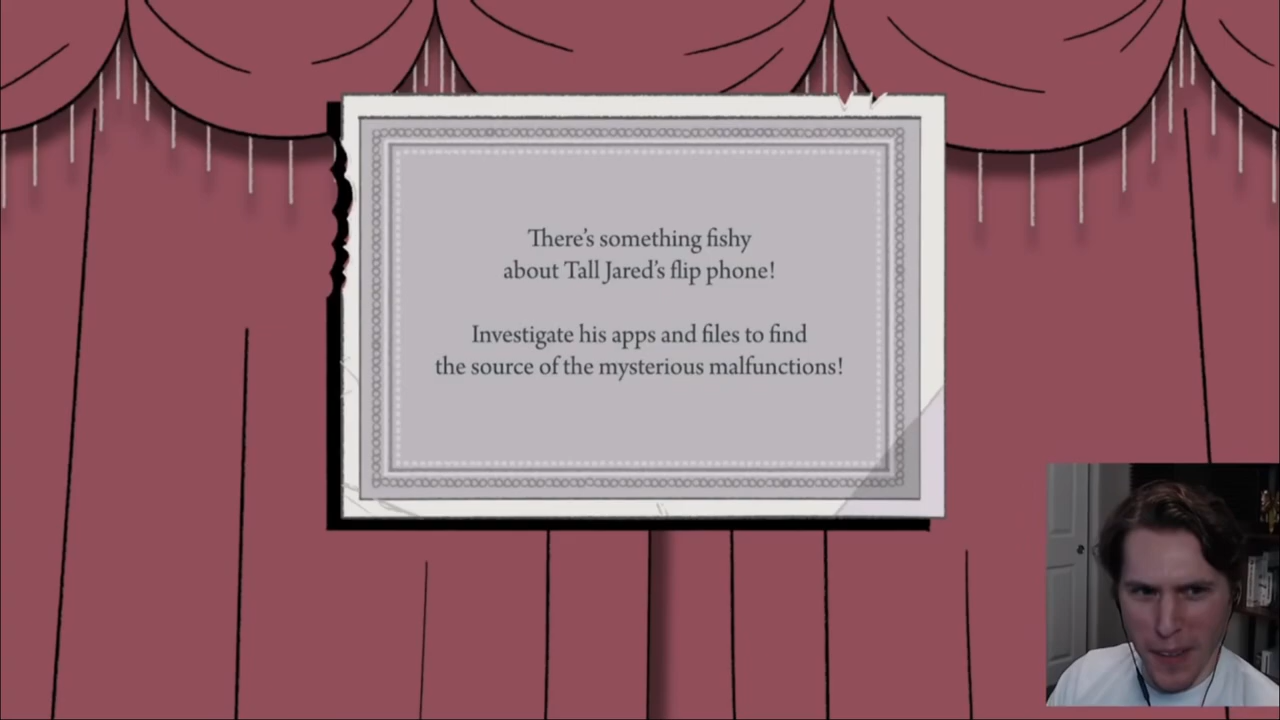 There's something fishy
about Tall Jared's flip phone!
Investigate his apps and files to find
the source of the mysterious malfunctions!